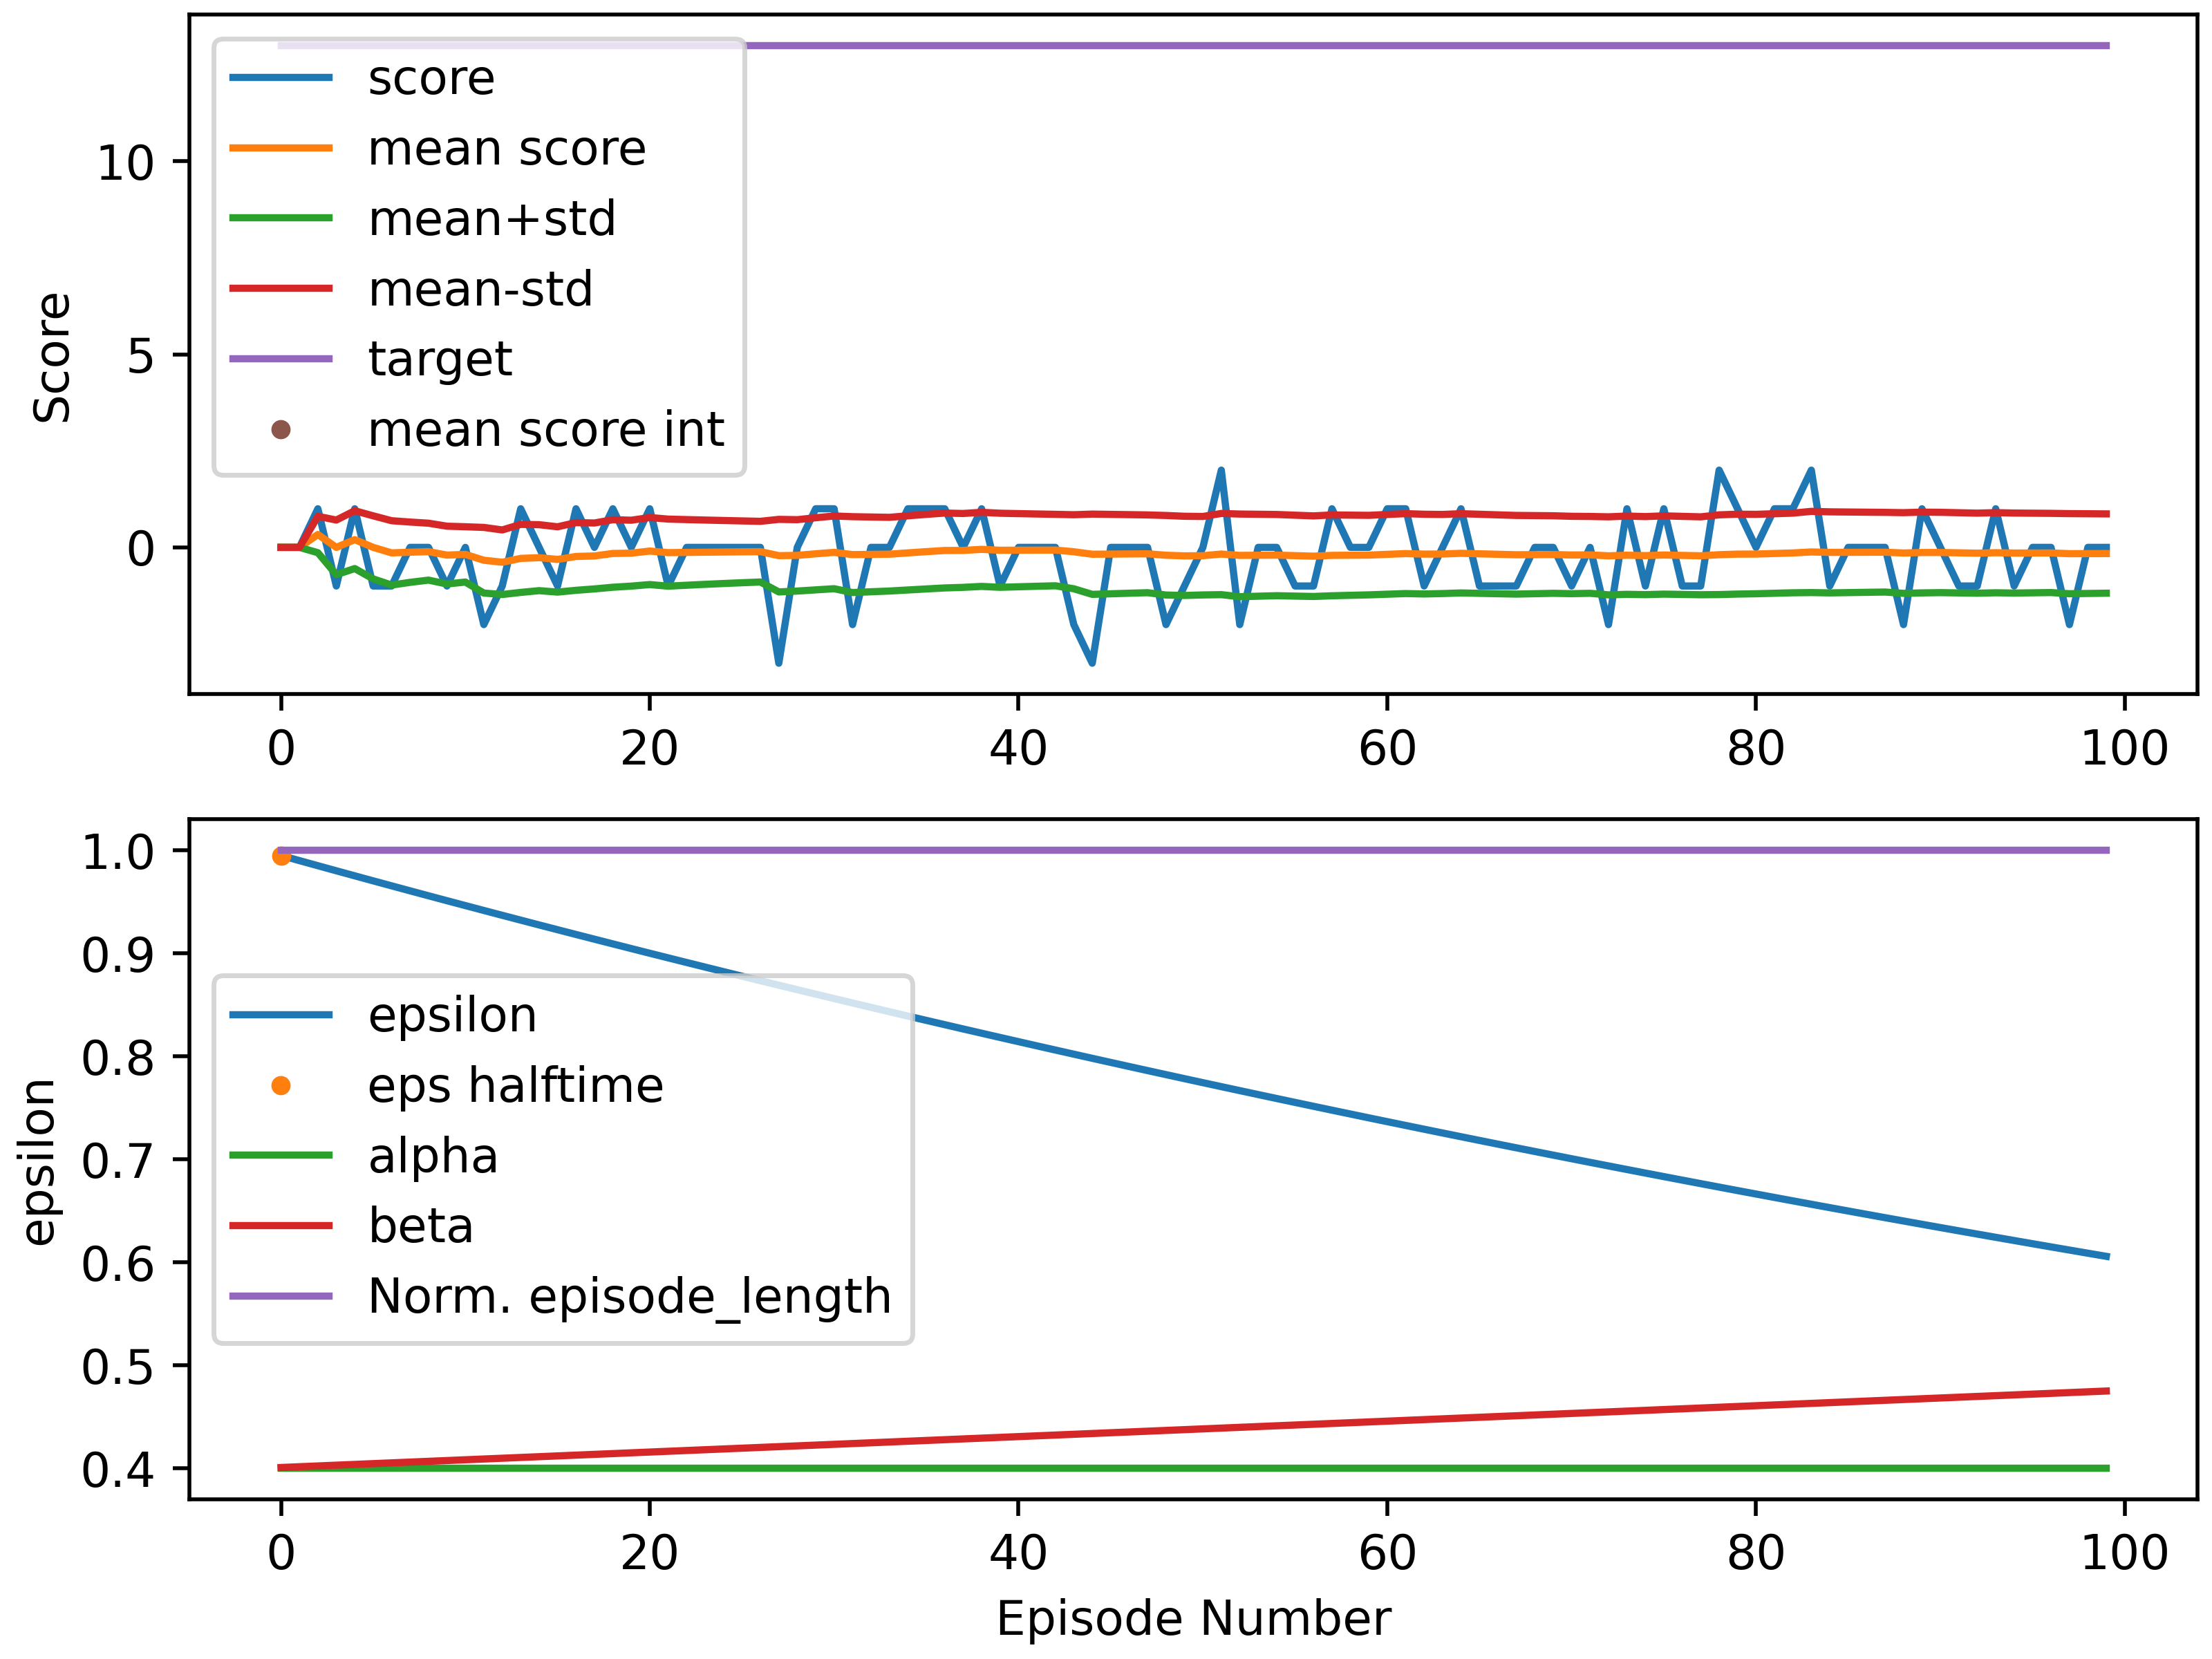 Score
10
5
0
score
mean score
mean+std
mean-std
target
mean score int
0 20 40 60 80 100
epsilon
1.0
0.9
0.8
0.7
0.6
0.5
0.4
epsilon
eps halftime
alpha
beta
Norm. episode_length
0 20 40 60 80 100
Episode Number